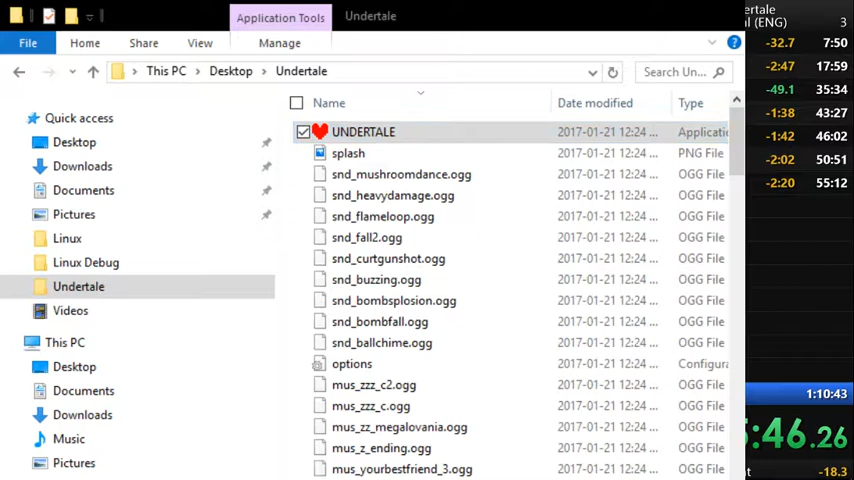 Application Tools Undertale
File Home Share View Manage
This PC Desktop Undertale Search Un...
Name Date modified Type
Quick access
Desktop
Downloads
Documents
Pictures
Linux
Linux Debug
Undertale
Videos
This PC
Desktop
Documents
Downloads
Music
Pictures
UNDERTALE 2017-01-21 12:24 ... Applicatio
splash 2017-01-21 12:24 ... PNG File
snd_mushroomdance.ogg 2017-01-21 12:24 ... OGG File
snd_heavydamage.ogg 2017-01-21 12:24 ... OGG File
snd_flameloop.ogg 2017-01-21 12:24 ... OGG File
snd_fall2.ogg 2017-01-21 12:24 ... OGG File
snd_curtgunshot.ogg 2017-01-21 12:24 ... OGG File
snd_buzzing.ogg 2017-01-21 12:24 ... OGG File
snd_bombsplosion.ogg 2017-01-21 12:24 ... OGG File
snd_bombfall.ogg 2017-01-21 12:24 ... OGG File
snd_ballchime.ogg 2017-01-21 12:24 ... OGG File
options 2017-01-21 12:24 ... Configura
mus_zzz_c2.ogg 2017-01-21 12:24 ... OGG File
mus_zzz_c.ogg 2017-01-21 12:24 ... OGG File
mus_zz_megalovania.ogg 2017-01-21 12:24 ... OGG File
mus_z_ending.ogg 2017-01-21 12:24 ... OGG File
mus_yourbestfriend_3.ogg 2017-01-21 12:24 ... OGG File
dertale
al (ENG) 3
-32.7 7:50
-2:47 17:59
-49.1 35:34
-1:38 43:27
-1:42 46:02
-2:02 50:51
-2:20 55:12
1:10:43
:46.26
t -18.3